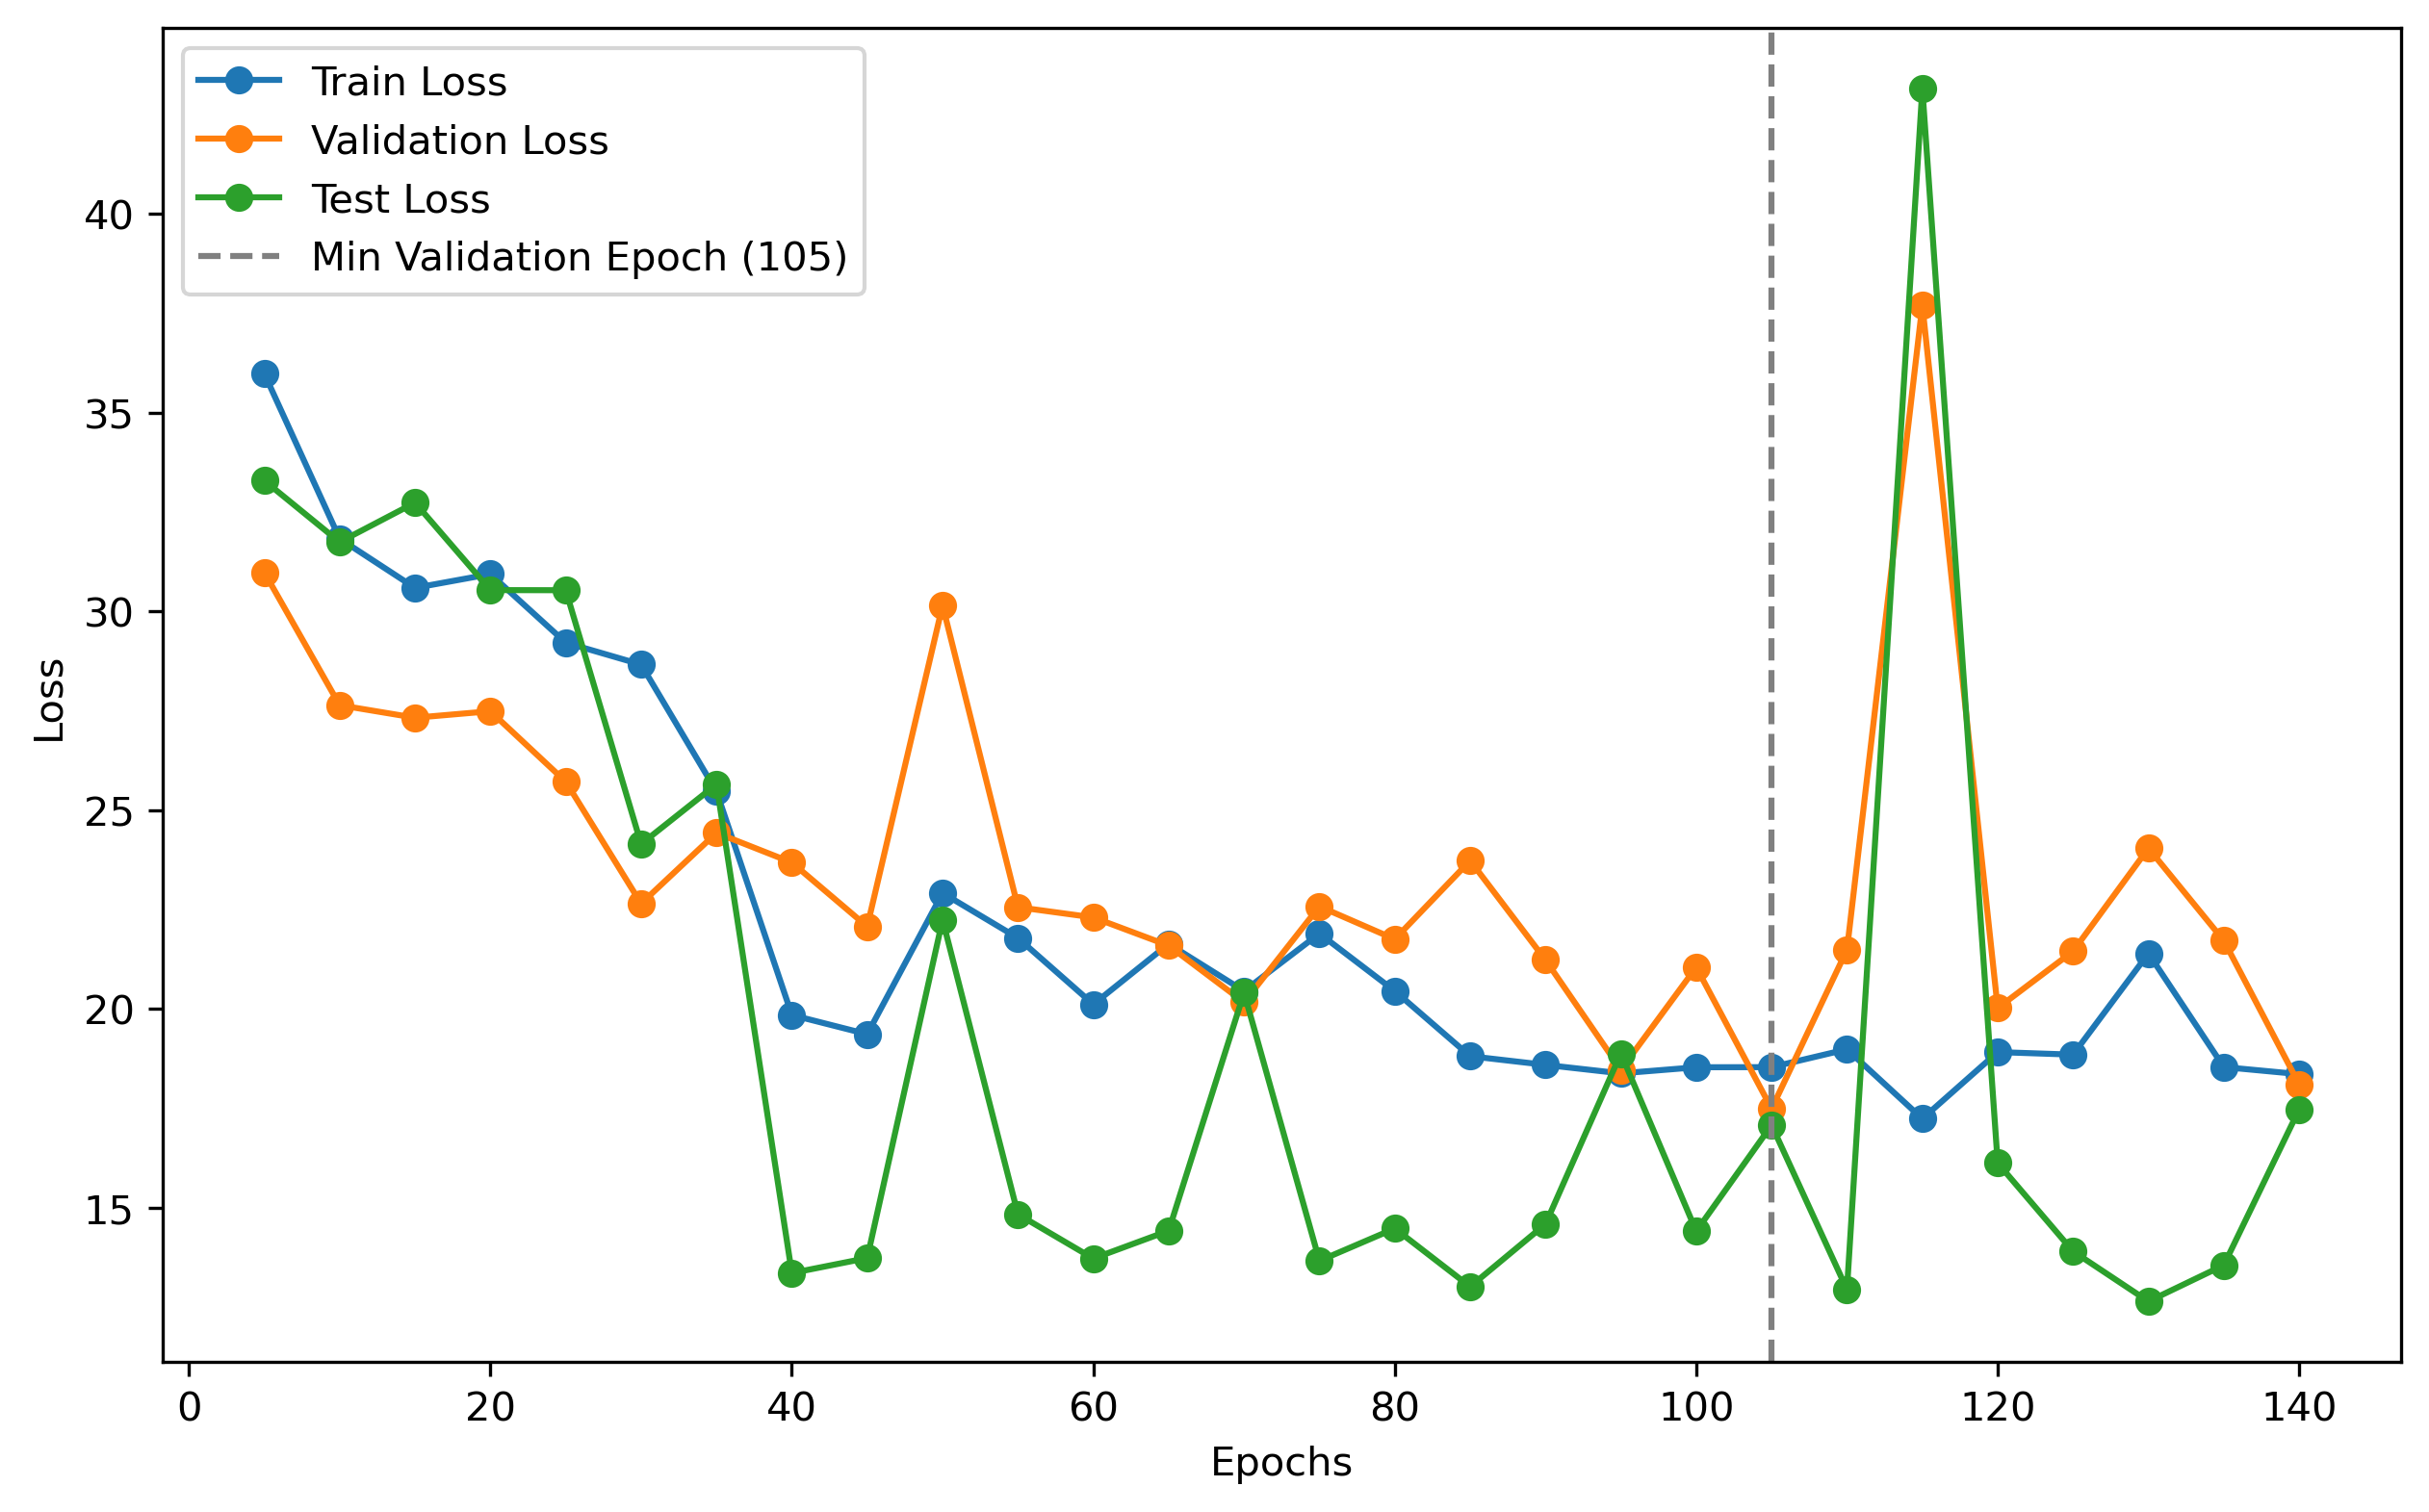 Train Loss
Validation Loss
Test Loss
Min Validation Epoch (105)
40
35
30
25
20
15
Loss
0 20 40 60 80 100 120 140
Epochs